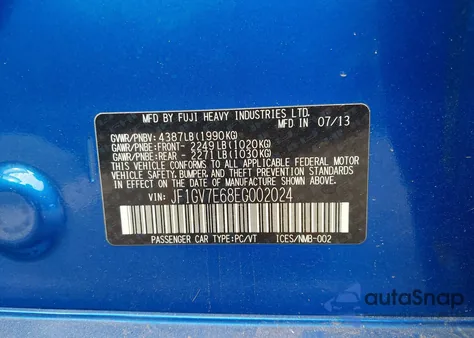 MFD BY FUJI HEAVY INDUSTRIES LTD.
IN 07/13
GVWR/PNBV: 4387LB(1990KG)
GAWR/PNBE:FRONT- 2249LB(1020KG)
GAWR/PNBE:REAR - 2271LB(1030KG)
THIS VEHICLE CONFORMS TO ALL APPLICABLE FEDERAL MOTOR
VEHICLE SAFETY, BUMPER, AND THEFT PREVENTION STANDARDS
IN EFFECT ON THE DATE OF MANUFACTURE SHOWN ABOVE.
VIN: JF1GV7E68EG002024
PASSENGER CAR TYPE:PC/VT ICES/NMB-002
autoSnap